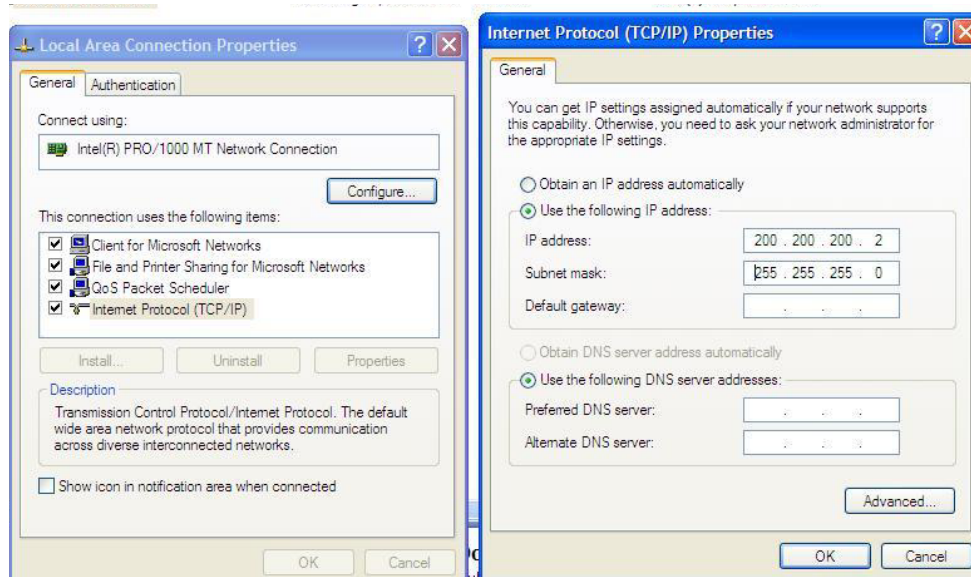 Local Area Connection Properties
General
Authentication
Connect using:
Intel(R) PRO/1000 MT Network Connection
Configure...
This connection uses the following items:
Client for Microsoft Networks
File and Printer Sharing for Microsoft Networks
QoS Packet Scheduler
Internet Protocol (TCP/IP)
Install...
Uninstall
Properties
Description
Transmission Control Protocol/Internet Protocol. The default
wide area network protocol that provides communication
across diverse interconnected networks.
Show icon in notification area when connected
OK
Cancel
Internet Protocol (TCP/IP) Properties
General
You can get IP settings assigned automatically if your network supports
this capability. Otherwise, you need to ask your network administrator for
the appropriate IP settings.
Obtain an IP address automatically
Use the following IP address:
IP address: 200 . 200 . 200 . 2
Subnet mask: 255 . 255 . 255 . 0
Default gateway: . . .
Obtain DNS server address automatically
Use the following DNS server addresses:
Preferred DNS server: . . .
Alternate DNS server: . . .
Advanced...
OK
Cancel